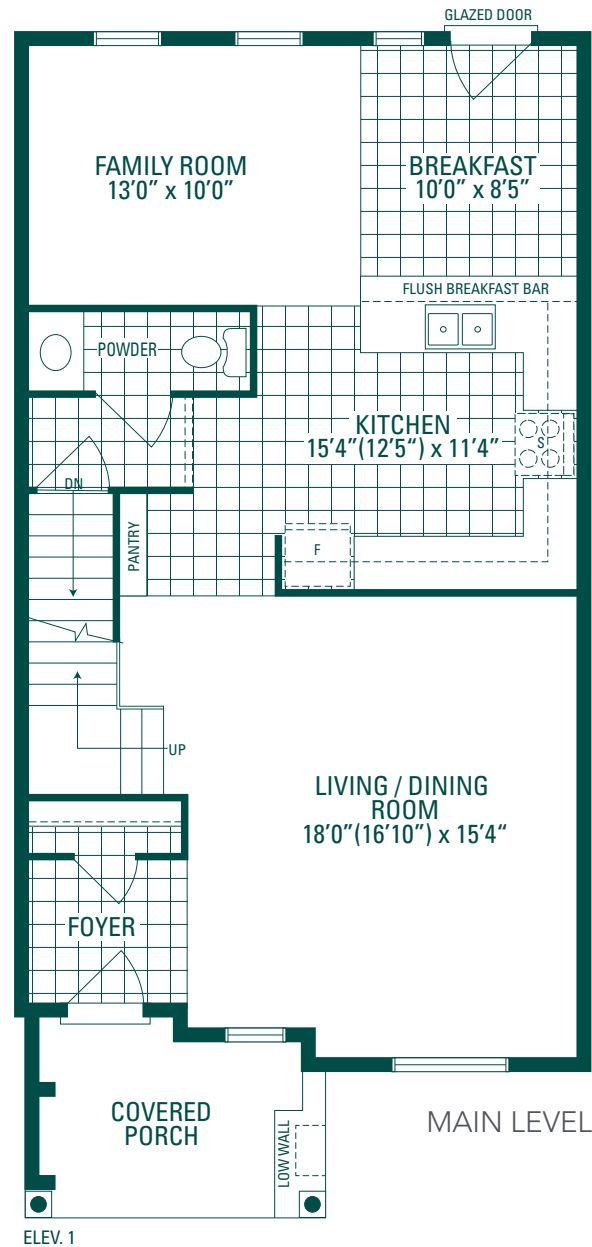 GLAZED DOOR
FAMILY ROOM
13'0" x 10'0"
BREAKFAST
10'0" x 8'5"
FLUSH BREAKFAST BAR
POWDER
KITCHEN
15'4"(12'5") x 11'4"
S
DN
PANTRY
F
UP
LIVING / DINING
ROOM
18'0"(16'10") x 15'4"
FOYER
COVERED
PORCH
LOW WALL
MAIN LEVEL
ELEV. 1